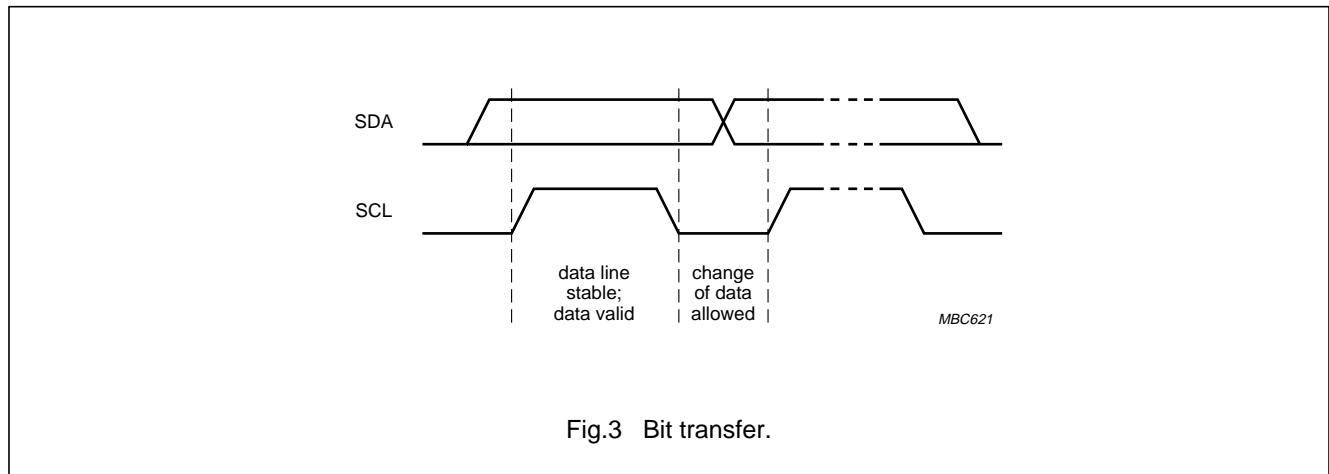 SDA
SCL
data line
stable;
data valid
change
of data
allowed
MBC621
Fig.3 Bit transfer.